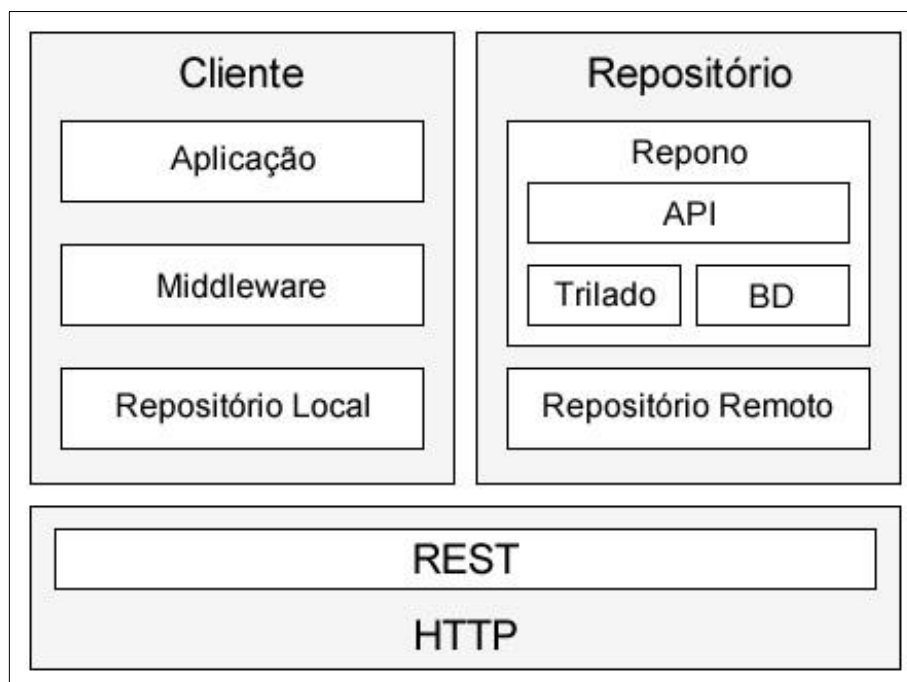 Cliente
Aplicação
Middleware
Repositório Local
Repositório
Repono
API
Trilado
BD
Repositório Remoto
REST
HTTP